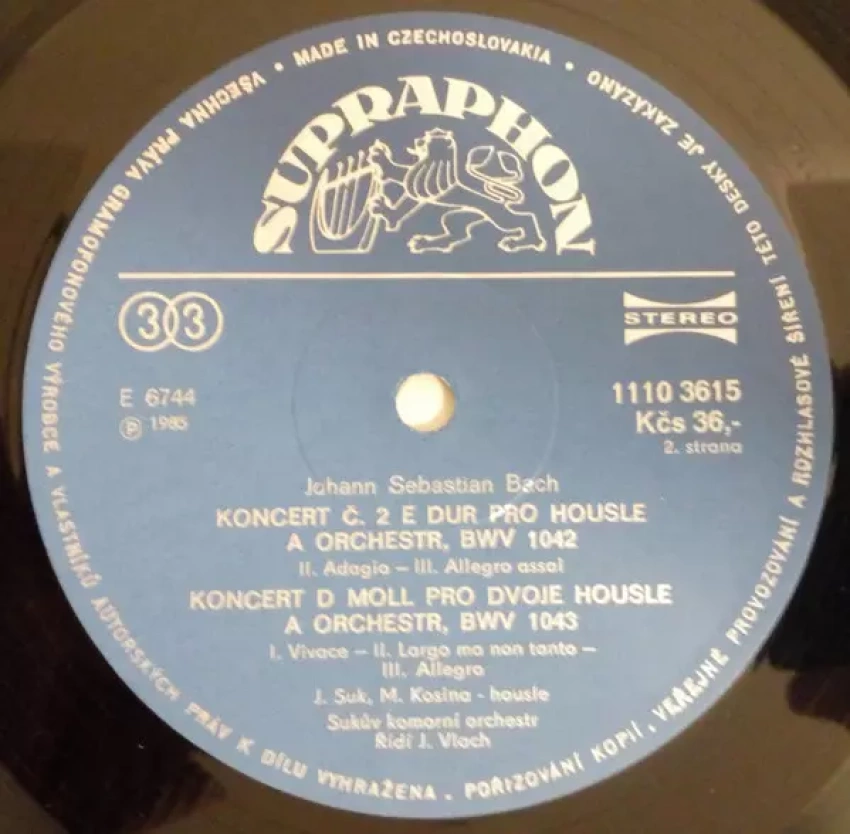 MADE IN CZECHOSLOVAKIA •
VŠECHNA PRÁVA GRAMOFONOVÉHO VÝROBCE A VLASTNÍKŮ AUTORSKÝCH PRÁV K DÍLU VYHRAŽENA . POŘIZOVÁNÍ KOPIÍ, VEŘEJNÉ PROVOZOVÁNÍ A ROZHLASOVÉ ŠÍŘENÍ TÉTO DESKY JE ZAKÁZÁNO •
SUPRAPHON
33
STEREO
E 6744
1110 3615
℗ 1985
Kčs 36,-
2. strana
Johann Sebastian Bach
KONCERT Č. 2 E DUR PRO HOUSLE
A ORCHESTR, BWV 1042
II. Adagio – III. Allegro assai
KONCERT D MOLL PRO DVOJE HOUSLE
A ORCHESTR, BWV 1043
I. Vivace – II. Largo ma non tanto –
III. Allegro
J. Suk, M. Kosina - housle
Sukův komorní orchestr
Řídí J. Vlach